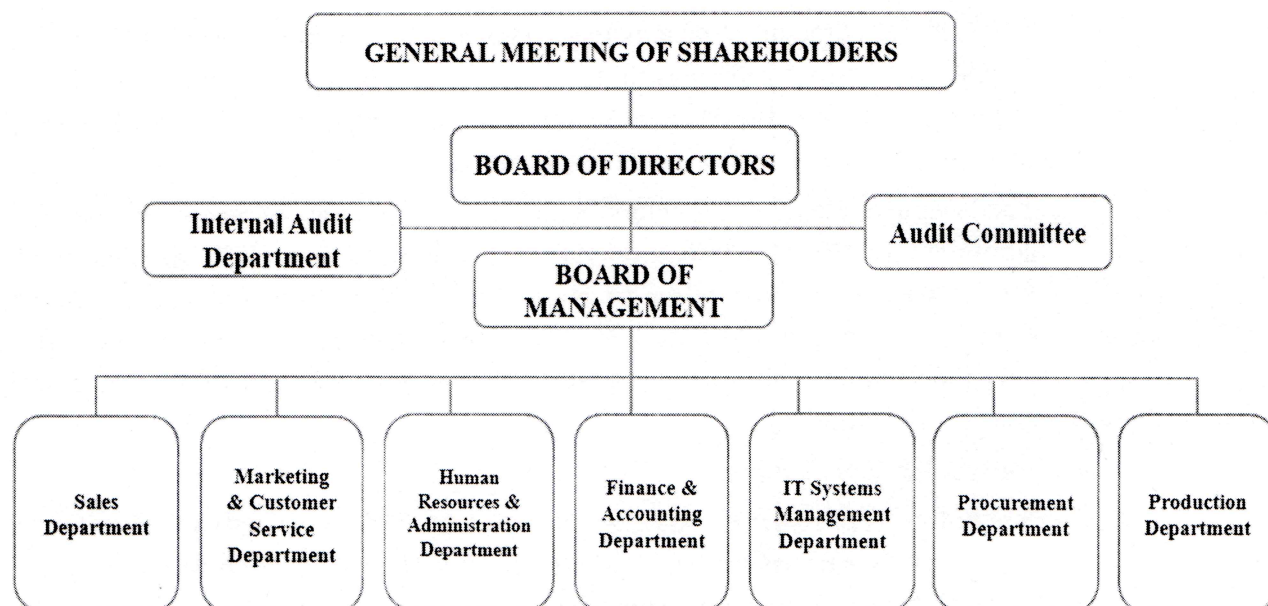 GENERAL MEETING OF SHAREHOLDERS
BOARD OF DIRECTORS
Internal Audit
Department
Audit Committee
BOARD OF
MANAGEMENT
Sales
Department
Marketing
& Customer
Service
Department
Human
Resources &
Administration
Department
Finance &
Accounting
Department
IT Systems
Management
Department
Procurement
Department
Production
Department